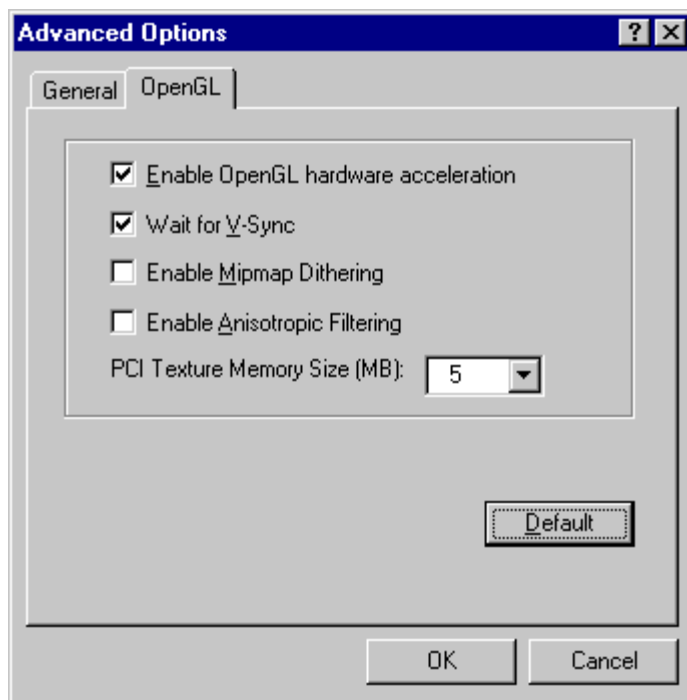 Advanced Options
General OpenGL
Enable OpenGL hardware acceleration
Wait for V-Sync
Enable Mipmap Dithering
Enable Anisotropic Filtering
PCI Texture Memory Size (MB): 5
Default
OK Cancel